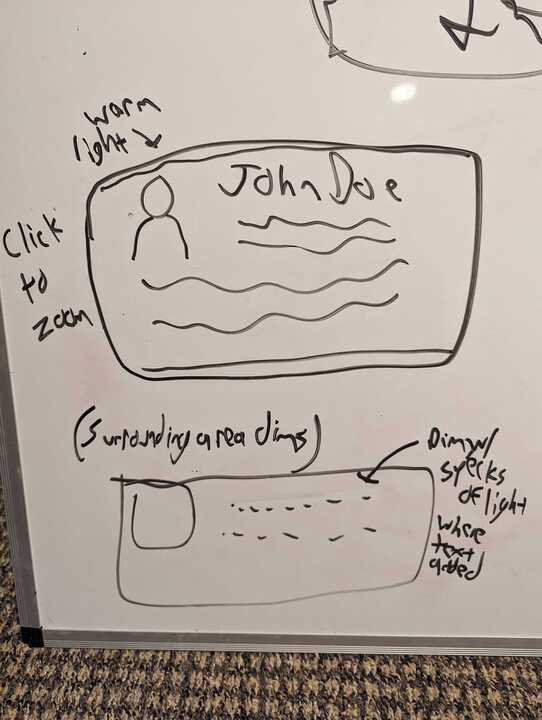 warm
light
John Doe
Click
to
zoom
(Surrounding area dims)
Dim w/
specks
of light
where
text
added